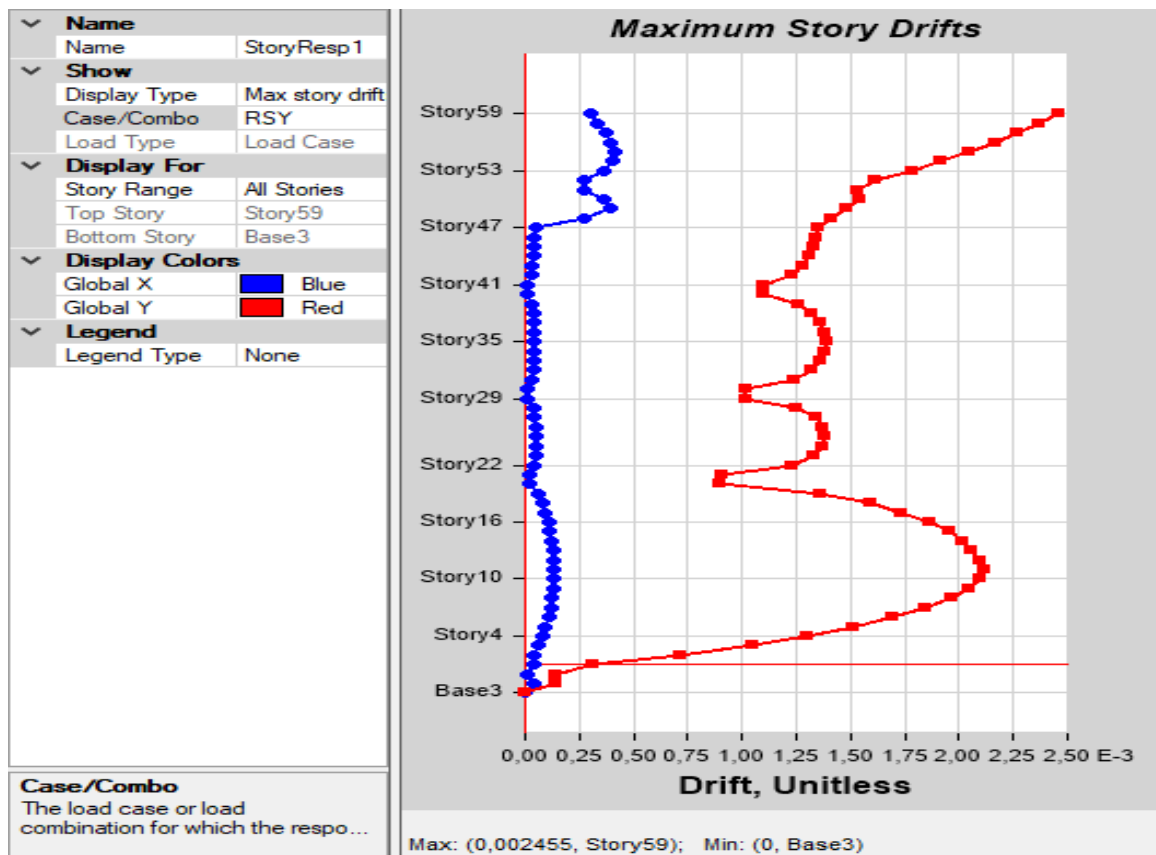 Name
Name StoryResp1
Show
Display Type Max story drift
Case/Combo RSY
Load Type Load Case
Display For
Story Range All Stories
Top Story Story59
Bottom Story Base3
Display Colors
Global X Blue
Global Y Red
Legend
Legend Type None
Case/Combo
The load case or load
combination for which the respo...
Maximum Story Drifts
Story59
Story53
Story47
Story41
Story35
Story29
Story22
Story16
Story10
Story4
Base3
0,00 0,25 0,50 0,75 1,00 1,25 1,50 1,75 2,00 2,25 2,50 E-3
Drift, Unitless
Max: (0,002455, Story59); Min: (0, Base3)